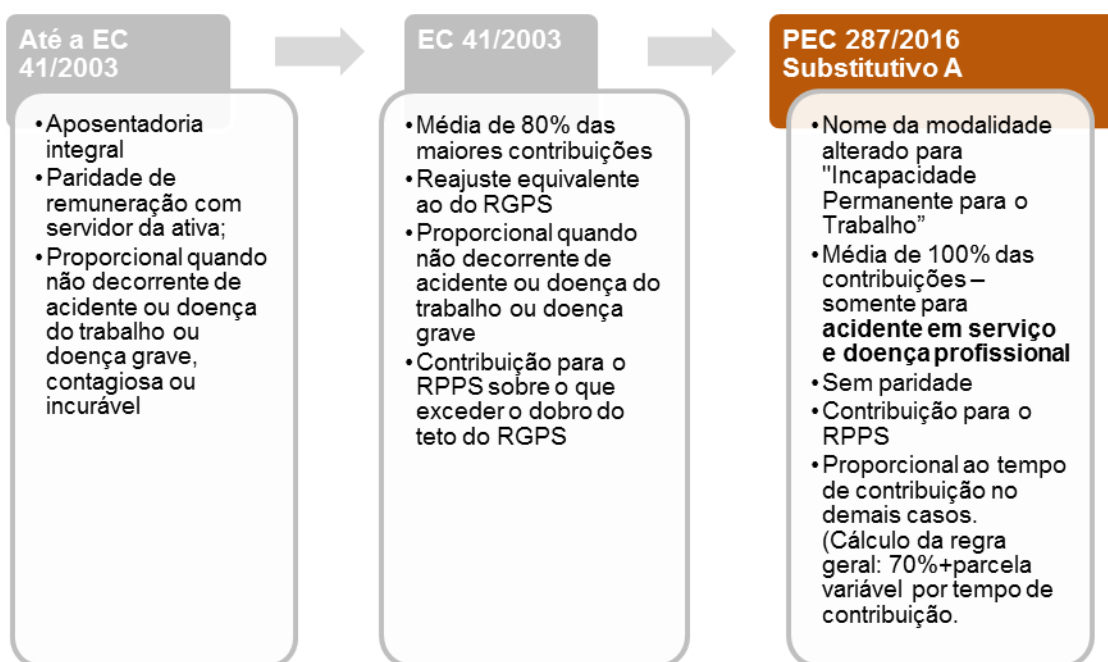 Até a EC
41/2003
•Aposentadoria
integral
•Paridade de
remuneração com
servidor da ativa;
•Proporcional quando
não decorrente de
acidente ou doença
do trabalho ou
doença grave,
contagiosa ou
incurável
EC 41/2003
•Média de 80% das
maiores contribuições
•Reajuste equivalente
ao do RGPS
•Proporcional quando
não decorrente de
acidente ou doença do
trabalho ou doença
grave
•Contribuição para o
RPPS sobre o que
exceder o dobro do
teto do RGPS
PEC 287/2016
Substitutivo A
•Nome da modalidade
alterado para
"Incapacidade
Permanente para o
Trabalho”
•Média de 100% das
contribuições –
somente para
acidente em serviço
e doença profissional
•Sem paridade
•Contribuição para o
RPPS
•Proporcional ao tempo
de contribuição no
demais casos.
(Cálculo da regra
geral: 70%+parcela
variável por tempo de
contribuição.